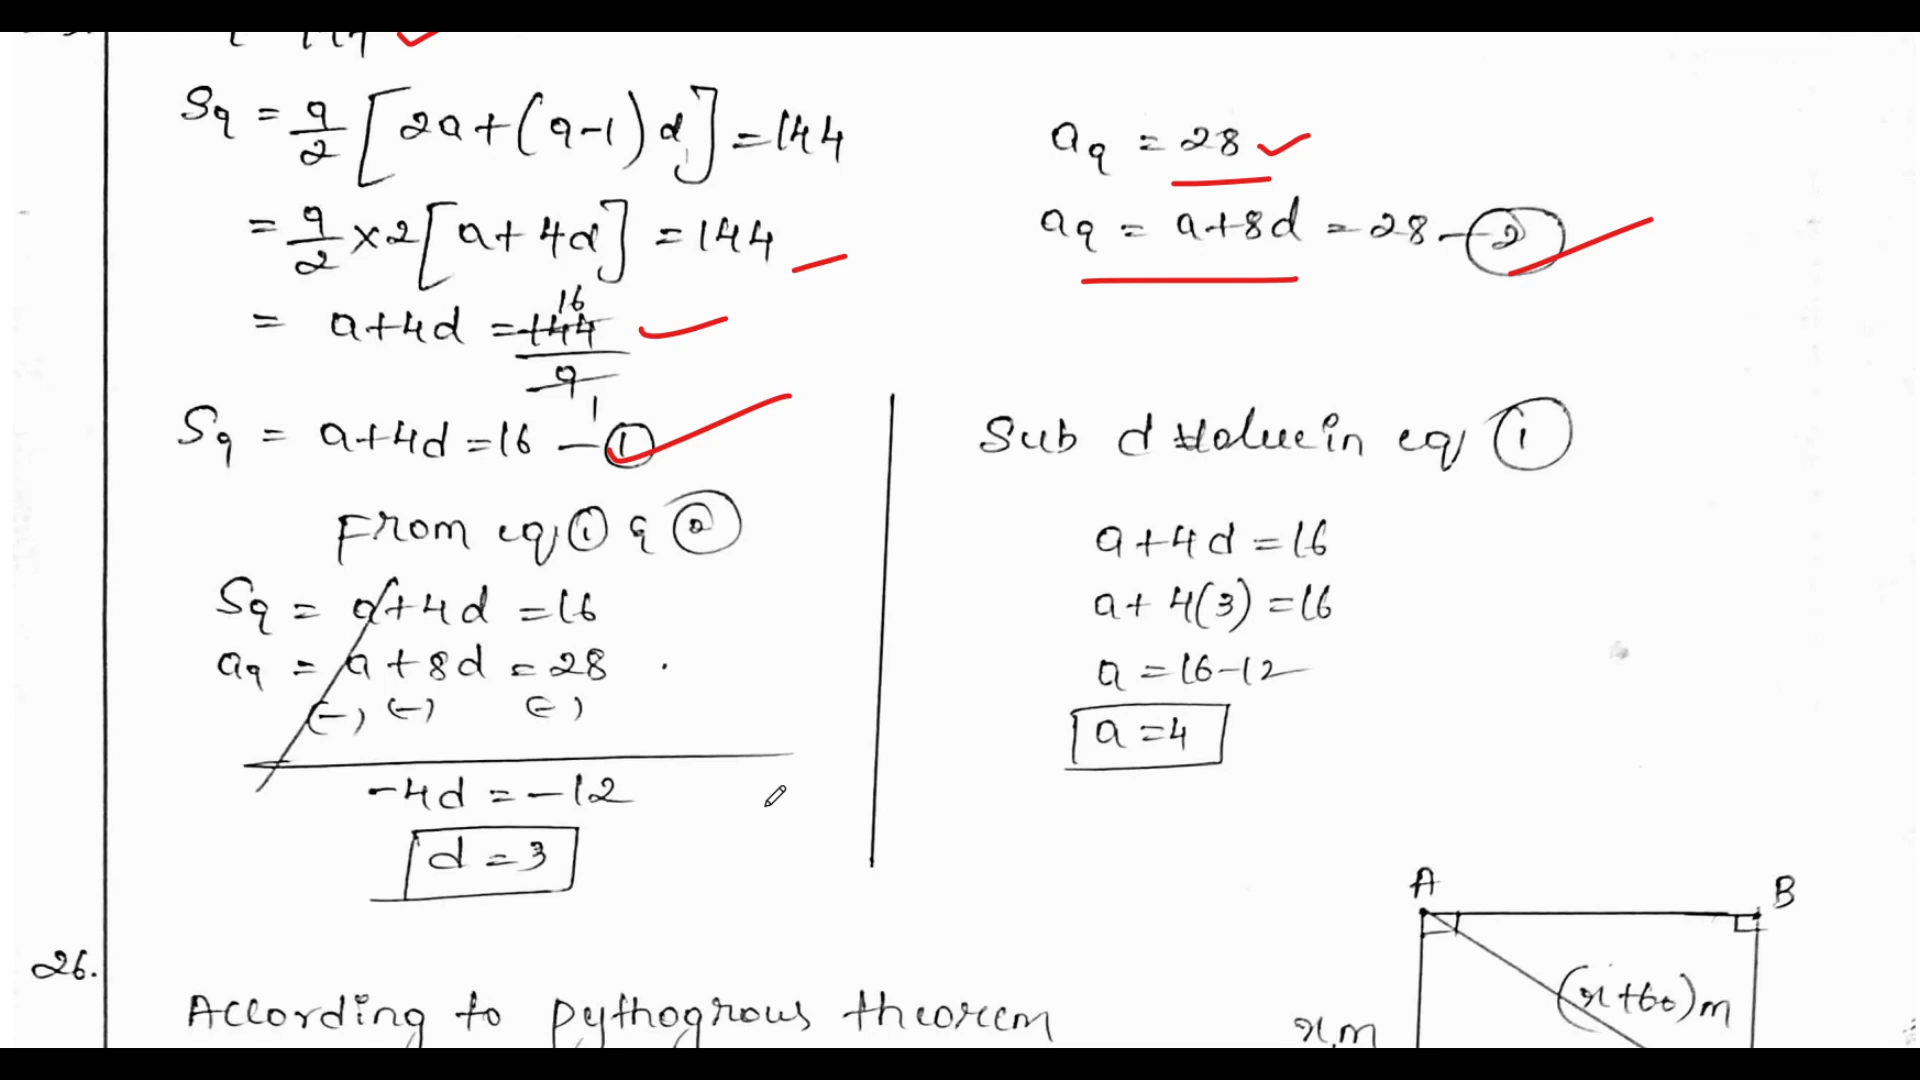 S9 = 9/2 [2a+(9-1)d] = 144
= 9/2 ×2[a+4d] = 144
= a+4d = 144/9 16 1
S9 = a+4d = 16 — ①
From eq ① & ②
S9 = a+4d = 16
a9 = a+8d = 28 .
(-) (-) (-)
-4d = -12
d = 3
a9 = 28
a9 = a+8d = 28 - ②
Sub d value in eq ①
a+4d = 16
a+4(3) = 16
a = 16-12
a = 4
26.
According to pythogrous theorem
A
B
(x+60)m
x m